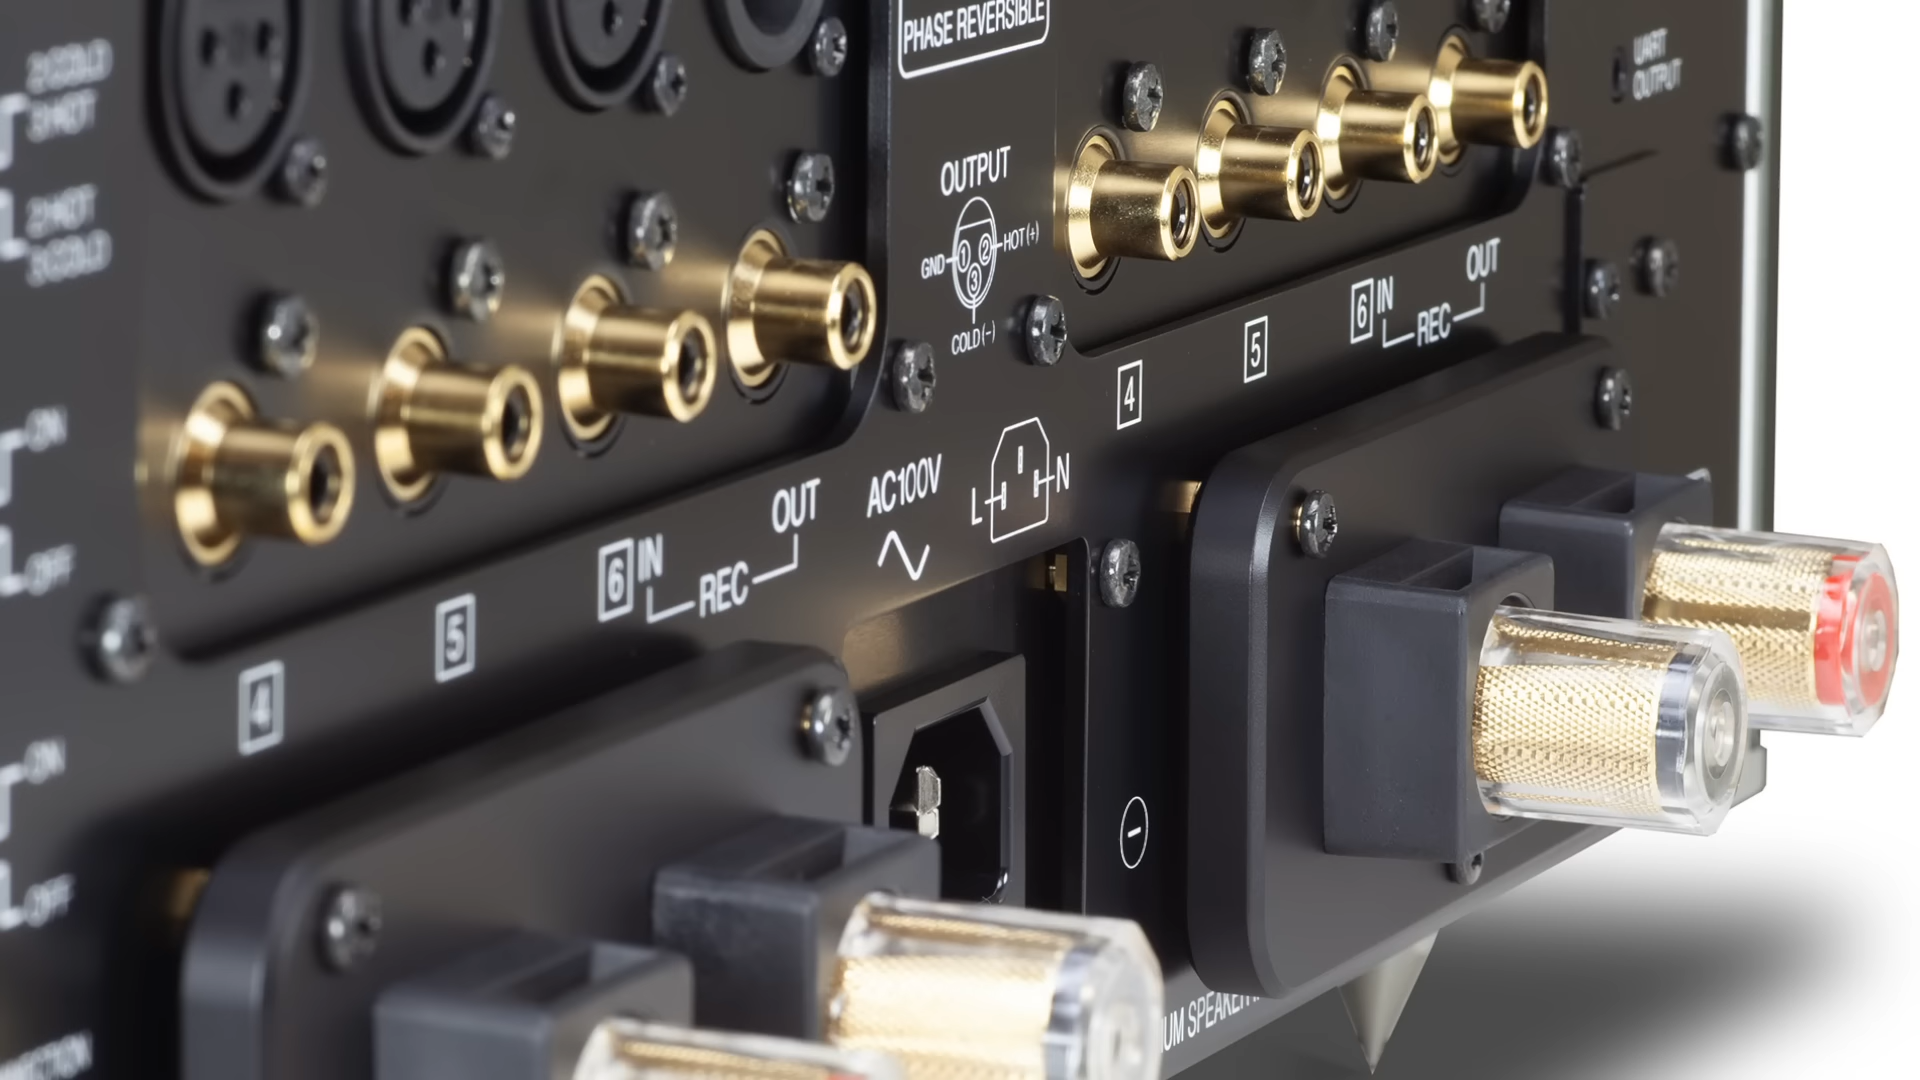 2:COLD
3:HOT
2:HOT
3:COLD
ON
OFF
ON
OFF
PHASE REVERSIBLE
OUTPUT
GND
1
2
3
HOT (+)
COLD (−)
OUTPUT
4
5
6 IN
REC
OUT
4
5
6 IN
REC
OUT
AC100V
L
N
SPEAKER